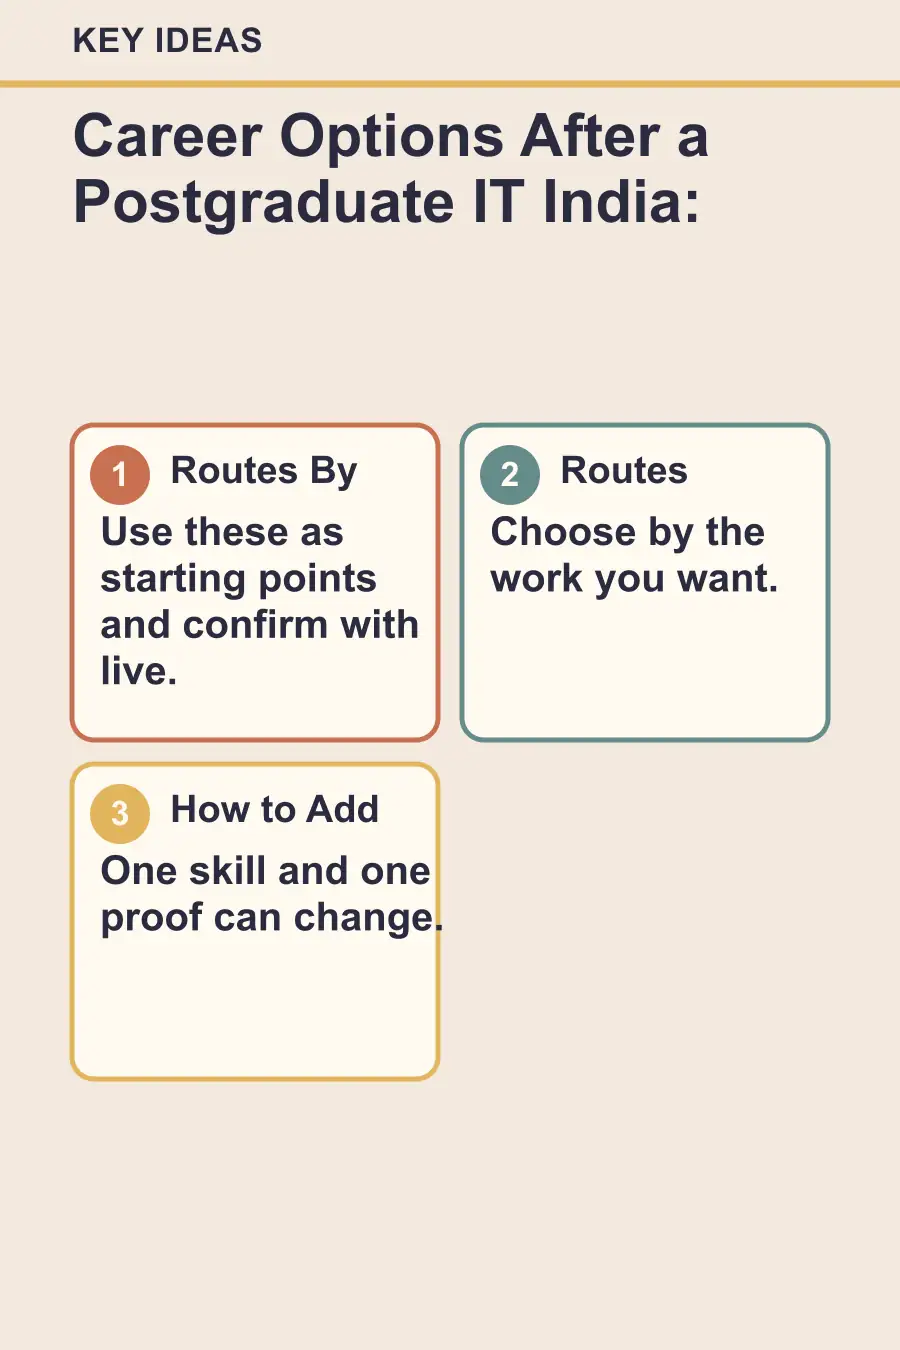 KEY IDEAS
Career Options After a
Postgraduate IT India:
1 Routes By
Use these as
starting points
and confirm with
live.
2 Routes
Choose by the
work you want.
3 How to Add
One skill and one
proof can change.